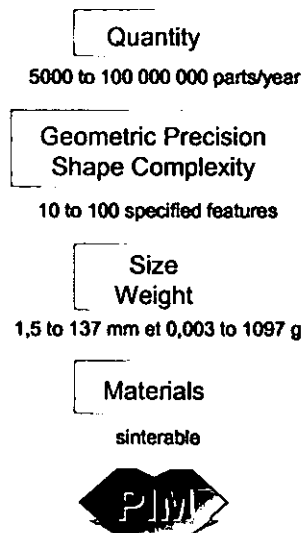 Quantity
5000 to 100 000 000 parts/year
Geometric Precision
Shape Complexity
10 to 100 specified features
Size
Weight
1,5 to 137 mm et 0,003 to 1097 g
Materials
sinterable
PIM